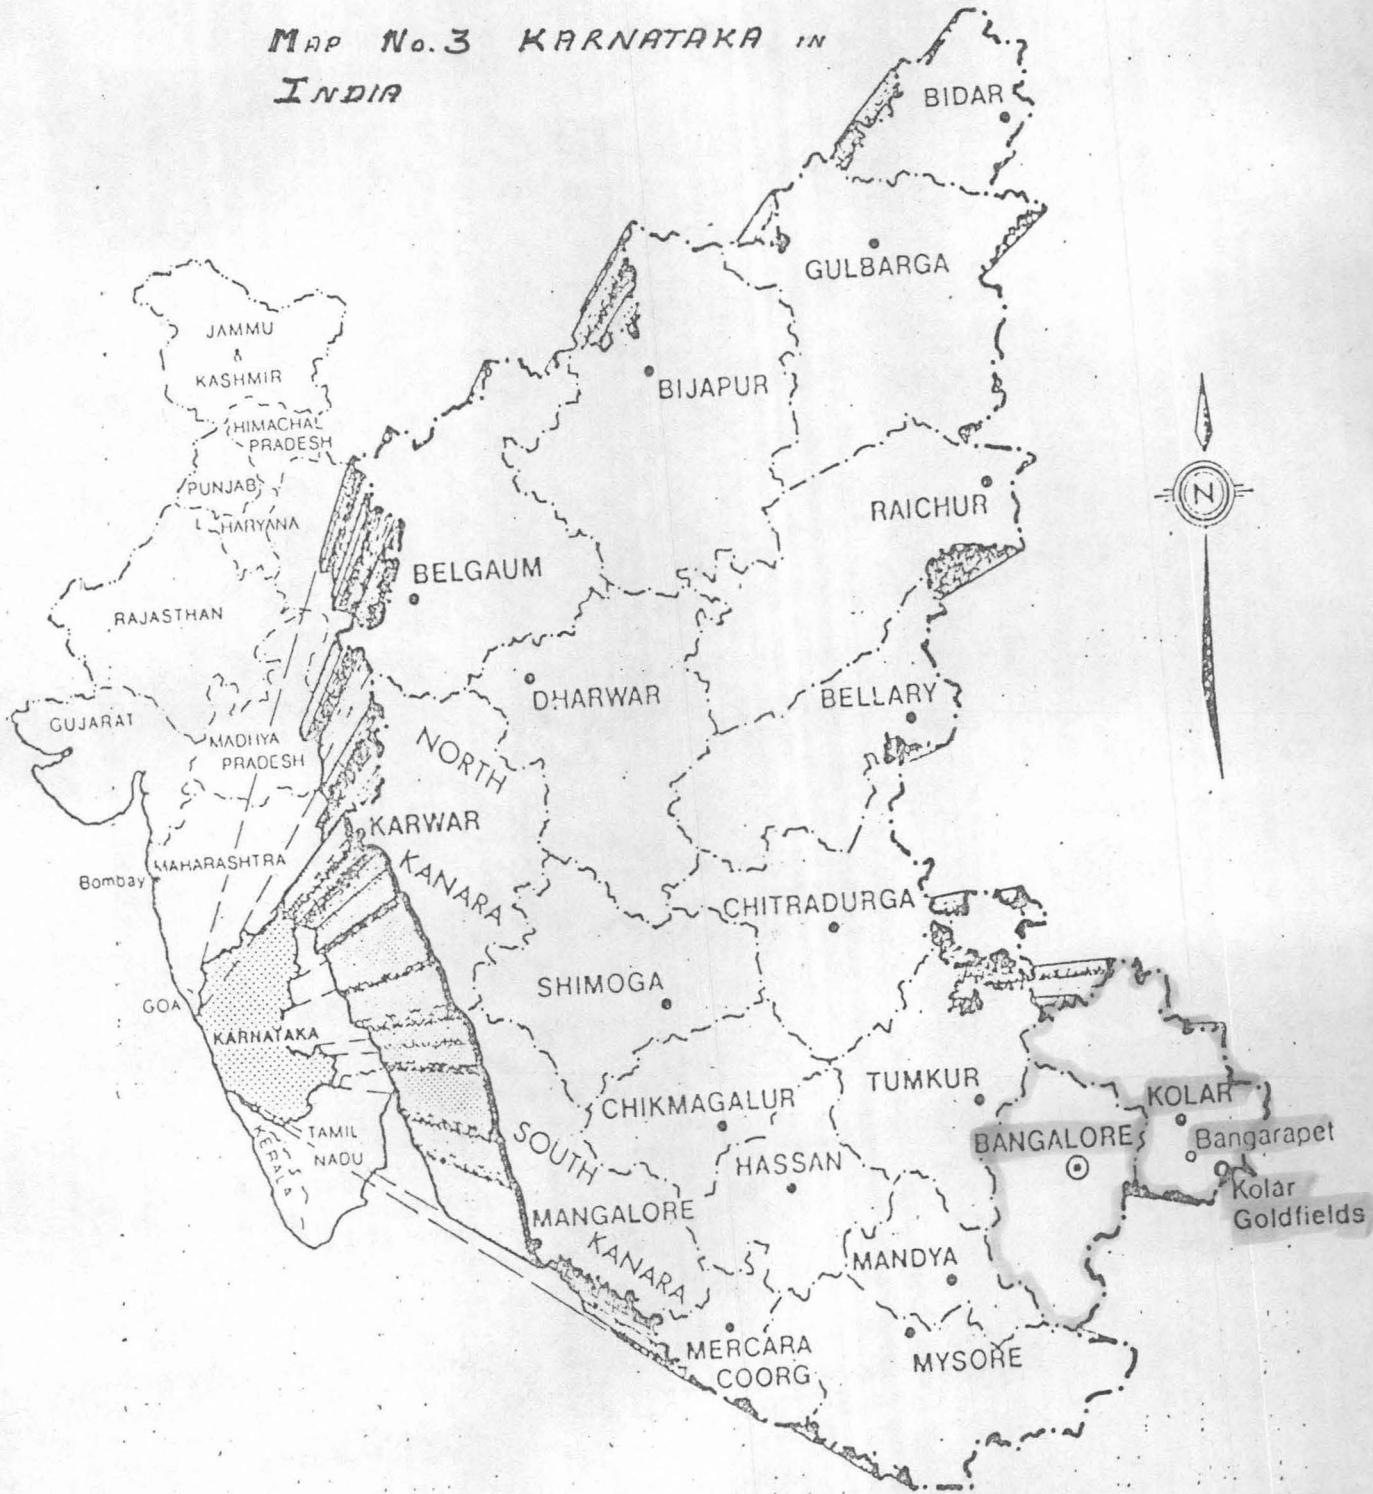 MAP No. 3 KARNATAKA IN
INDIA
BIDAR
GULBARGA
JAMMU
&
KASHMIR
HIMACHAL
PRADESH
BIJAPUR
PUNJAB
HARYANA
RAICHUR
N
BELGAUM
RAJASTHAN
DHARWAR
BELLARY
GUJARAT
MADHYA
PRADESH
NORTH
KANARA
KARWAR
MAHARASHTRA
Bombay
CHITRADURGA
SHIMOGA
GOA
KARNATAKA
TUMKUR
KOLAR
CHIKMAGALUR
TAMIL
NADU
KERALA
SOUTH
KANARA
BANGALORE
Bangarapet
HASSAN
Kolar
Goldfields
MANGALORE
MANDYA
MERCARA
COORG
MYSORE